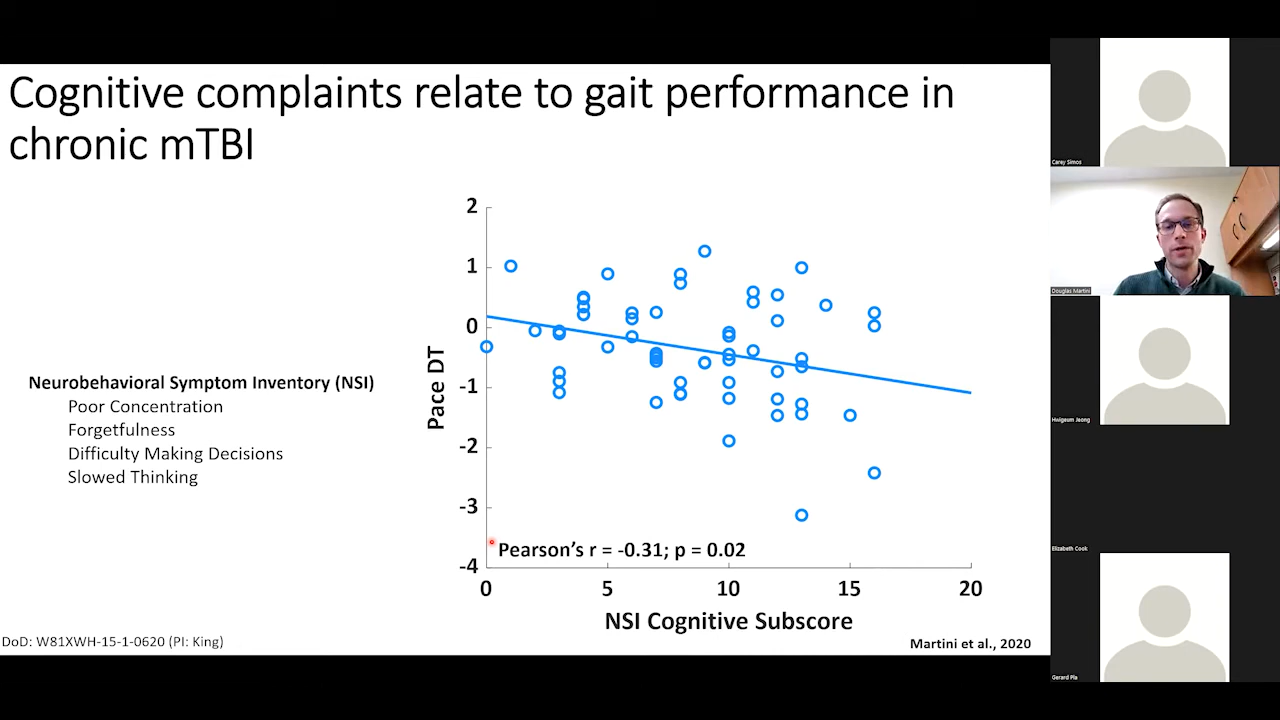 Cognitive complaints relate to gait performance in
chronic mTBI
Neurobehavioral Symptom Inventory (NSI)
Poor Concentration
Forgetfulness
Difficulty Making Decisions
Slowed Thinking
Pace DT
2
1
0
-1
-2
-3
-4
Pearson's r = -0.31; p = 0.02
0 5 10 15 20
NSI Cognitive Subscore
DoD: W81XWH-15-1-0620 (PI: King)
Martini et al., 2020
Carey Simos
Douglas Martini
Hwigeum Jeong
Elizabeth Cook
Gerard Pla